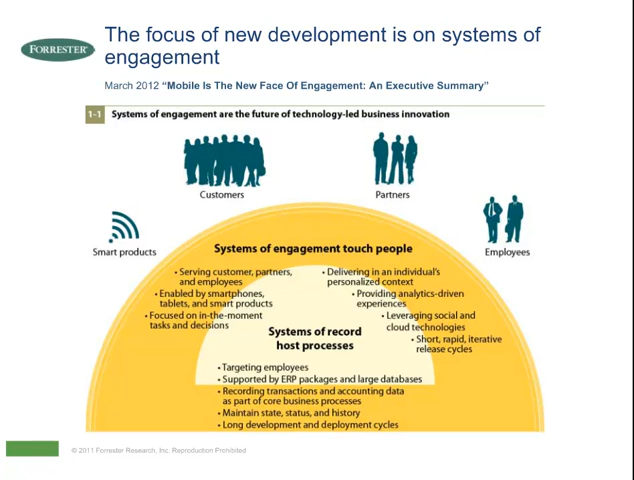 FORRESTER
The focus of new development is on systems of
engagement
March 2012 “Mobile Is The New Face Of Engagement: An Executive Summary”
1-1 Systems of engagement are the future of technology-led business innovation
Customers
Partners
Smart products
Employees
Systems of engagement touch people
• Serving customer, partners,
and employees
• Enabled by smartphones,
tablets, and smart products
• Focused on in-the-moment
tasks and decisions
• Delivering in an individual's
personalized context
• Providing analytics-driven
experiences
• Leveraging social and
cloud technologies
• Short, rapid, iterative
release cycles
Systems of record
host processes
• Targeting employees
• Supported by ERP packages and large databases
• Recording transactions and accounting data
as part of core business processes
• Maintain state, status, and history
• Long development and deployment cycles
© 2011 Forrester Research, Inc. Reproduction Prohibited